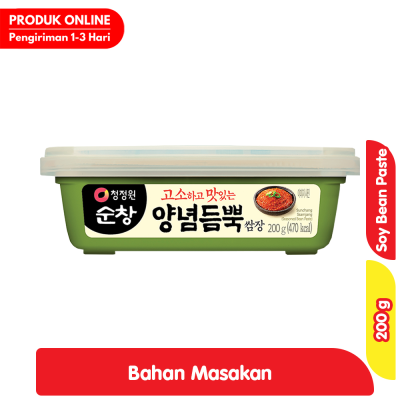 PRODUK ONLINE
Pengiriman 1-3 Hari
청정원
순창
고소하고 맛있는
양념듬뿍
쌈장
200 g (470 kcal)
Soy Bean Paste
200 g
Bahan Masakan